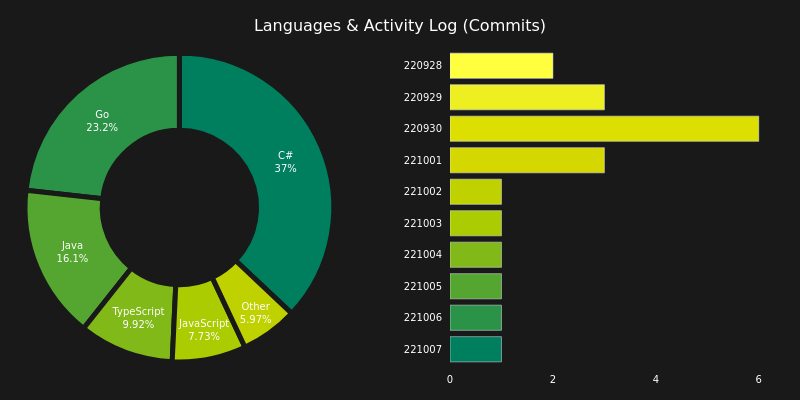 Languages & Activity Log (Commits)
Go
23.2%
C#
37%
Java
16.1%
TypeScript
9.92%
JavaScript
7.73%
Other
5.97%
220928
220929
220930
221001
221002
221003
221004
221005
221006
221007
0 2 4 6